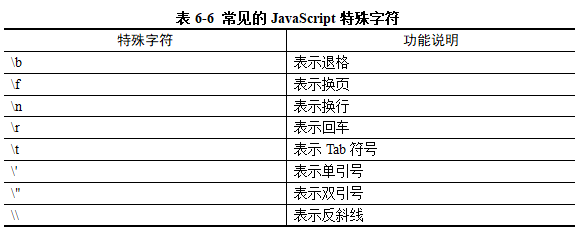 表 6-6 常见的 JavaScript 特殊字符
特殊字符 功能说明
\b 表示退格
\f 表示换页
\n 表示换行
\r 表示回车
\t 表示 Tab 符号
\' 表示单引号
\" 表示双引号
\\ 表示反斜线